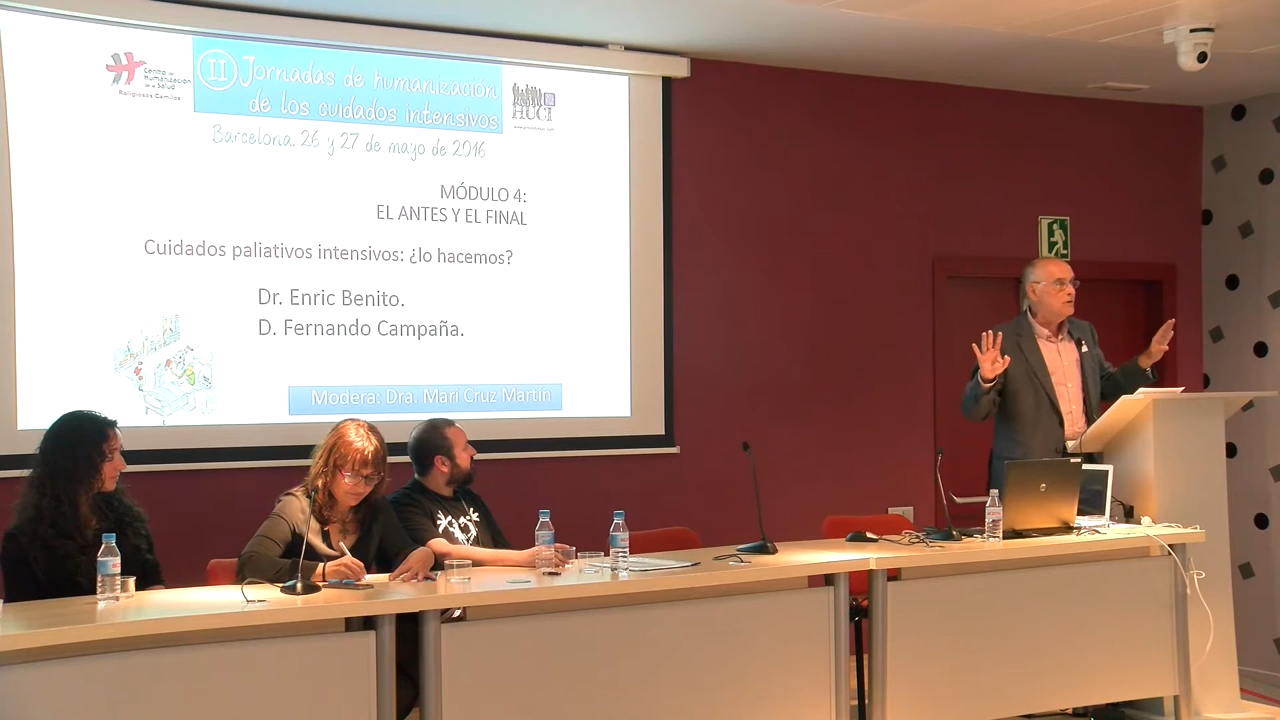 Centro de
Humanización
de la Salud
Religiosos Camilos
II Jornadas de humanización
de los cuidados intensivos
HUCI
Barcelona. 26 y 27 de mayo de 2016
MÓDULO 4:
EL ANTES Y EL FINAL
Cuidados paliativos intensivos: ¿lo hacemos?
Dr. Enric Benito.
D. Fernando Campaña.
Modera: Dra. Mari Cruz Martín